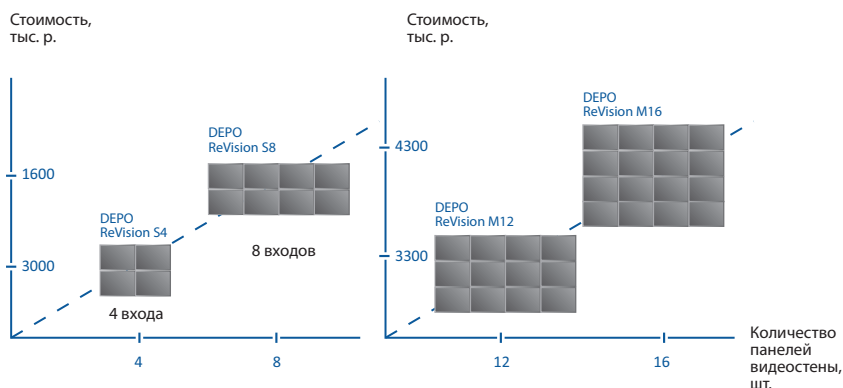 Стоимость,
тыс. р.
DEPO
ReVision S8
1600
DEPO
ReVision S4
3000
8 входов
4 входа
4
8
Стоимость,
тыс. р.
DEPO
ReVision M16
4300
DEPO
ReVision M12
3300
12
16
Количество
панелей
видеостены,
шт.